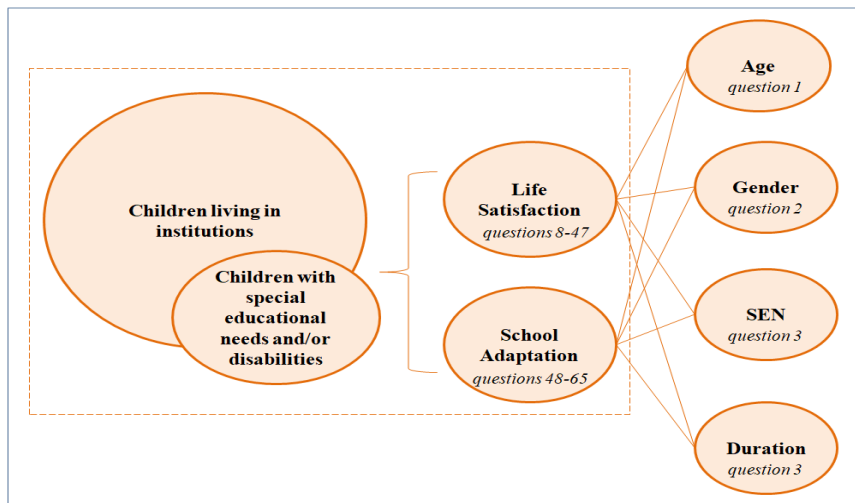 Children living in
institutions
Children with
special
educational
needs and/or
disabilities
Life
Satisfaction
questions 8-47
School
Adaptation
questions 48-65
Age
question 1
Gender
question 2
SEN
question 3
Duration
question 3